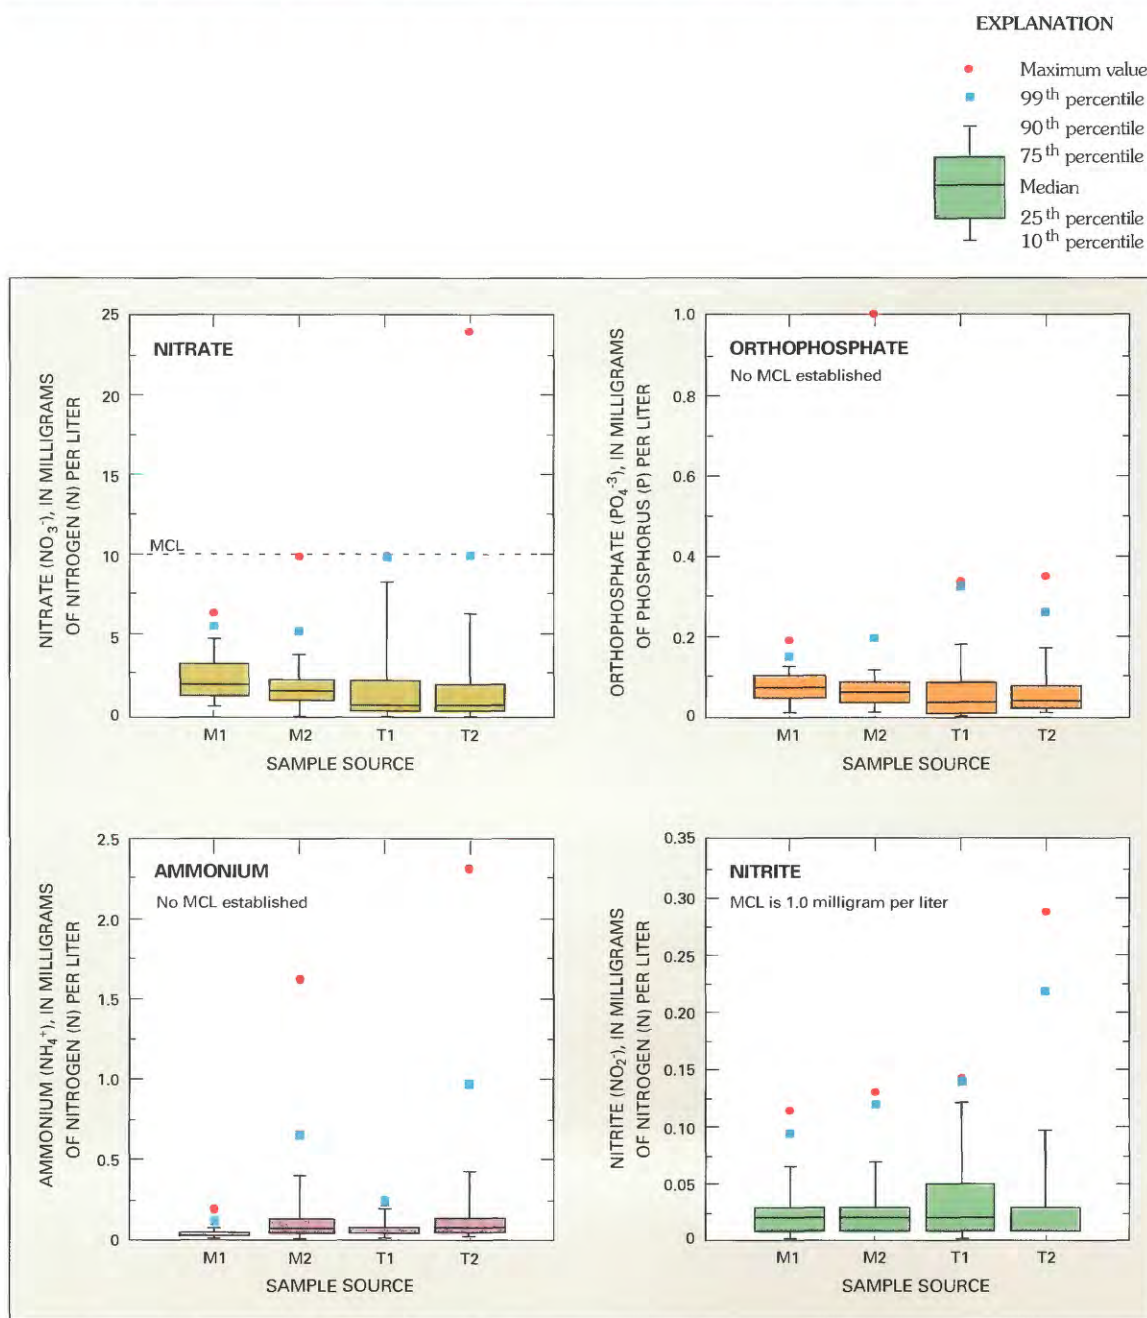 EXPLANATION
Maximum value
99th percentile
90th percentile
75th percentile
Median
25th percentile
10th percentile
NITRATE (NO3-), IN MILLIGRAMS
OF NITROGEN (N) PER LITER
25
20
15
10
5
0
NITRATE
MCL
M1 M2 T1 T2
SAMPLE SOURCE
ORTHOPHOSPHATE (PO4-3), IN MILLIGRAMS
OF PHOSPHORUS (P) PER LITER
1.0
0.8
0.6
0.4
0.2
0
ORTHOPHOSPHATE
No MCL established
M1 M2 T1 T2
SAMPLE SOURCE
AMMONIUM (NH4+), IN MILLIGRAMS
OF NITROGEN (N) PER LITER
2.5
2.0
1.5
1.0
0.5
0
AMMONIUM
No MCL established
M1 M2 T1 T2
SAMPLE SOURCE
NITRITE (NO2-), IN MILLIGRAMS
OF NITROGEN (N) PER LITER
0.35
0.30
0.25
0.20
0.15
0.10
0.05
0
NITRITE
MCL is 1.0 milligram per liter
M1 M2 T1 T2
SAMPLE SOURCE